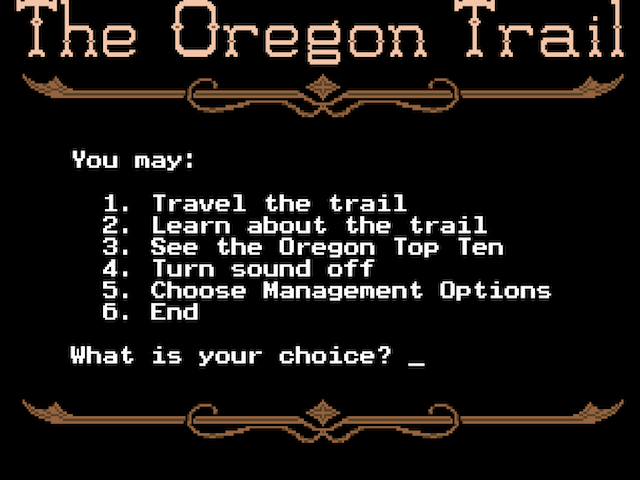 The Oregon Trail
You may:
1. Travel the trail
2. Learn about the trail
3. See the Oregon Top Ten
4. Turn sound off
5. Choose Management Options
6. End
What is your choice? _